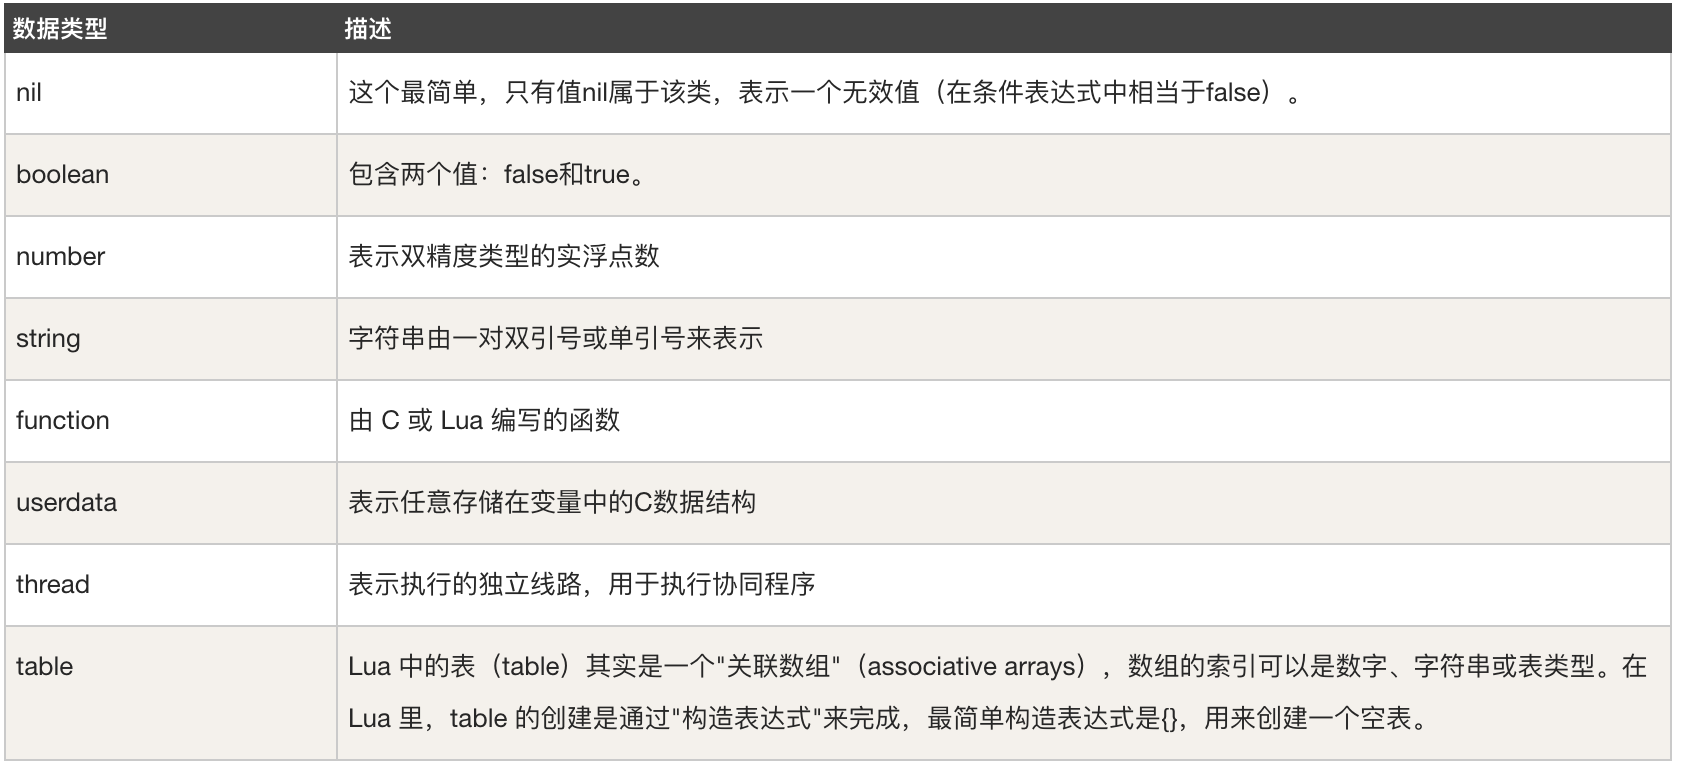 数据类型 描述
nil 这个最简单，只有值nil属于该类，表示一个无效值（在条件表达式中相当于false）。
boolean 包含两个值：false和true。
number 表示双精度类型的实浮点数
string 字符串由一对双引号或单引号来表示
function 由 C 或 Lua 编写的函数
userdata 表示任意存储在变量中的C数据结构
thread 表示执行的独立线路，用于执行协同程序
table Lua 中的表（table）其实是一个"关联数组"（associative arrays），数组的索引可以是数字、字符串或表类型。在
Lua 里，table 的创建是通过"构造表达式"来完成，最简单构造表达式是{}，用来创建一个空表。